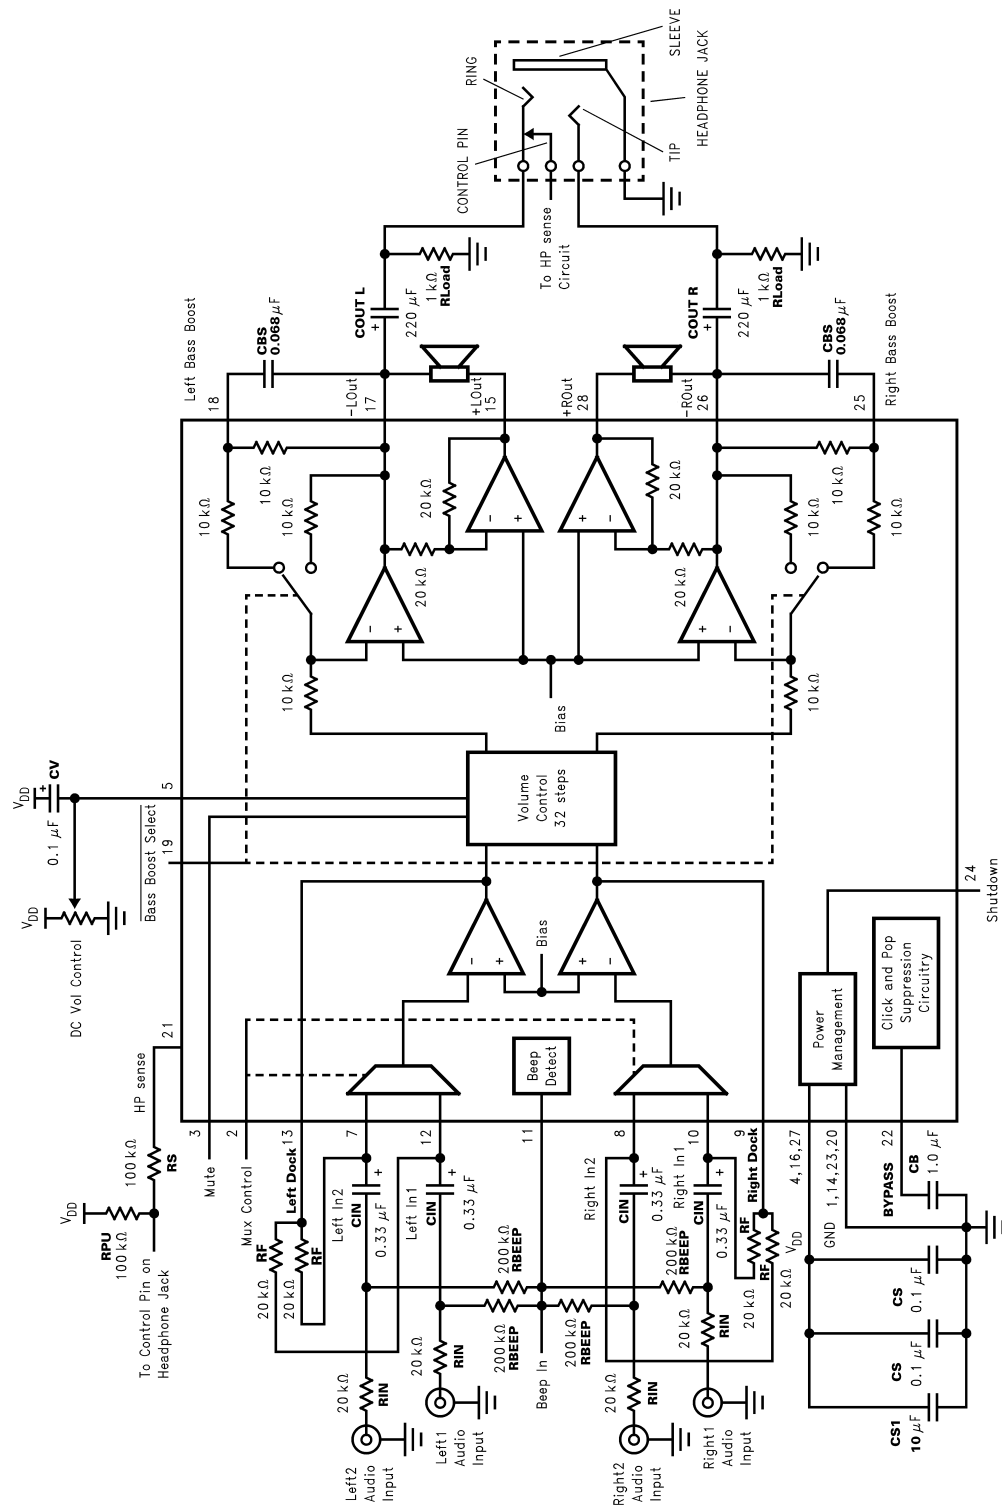 SLEEVE
HEADPHONE JACK
RING
TIP
CONTROL PIN
To HP sense
Circuit
1 kΩ
RLoad
1 kΩ
RLoad
COUT L
+
220 µF
COUT R
+
220 µF
CBS
0.068 µF
CBS
0.068 µF
Left Bass Boost
Right Bass Boost
18
−LOut
17
+LOut
15
+ROut
28
−ROut
26
25
10 kΩ
10 kΩ
10 kΩ
20 kΩ
20 kΩ
−
+
+
−
20 kΩ
20 kΩ
10 kΩ
10 kΩ
10 kΩ
−
+
+
−
10 kΩ
10 kΩ
Bias
Volume
Control
32 steps
VDD
+
CV
0.1 µF
5
Bass Boost Select
19
VDD
DC Vol Control
−
+
+
−
Bias
24
Shutdown
Power
Management
Click and Pop
Suppression
Circuitry
Beep
Detect
21
HP sense
100 kΩ
RS
VDD
RPU
100 kΩ
To Control Pin on
Headphone Jack
3
Mute
2
Mux Control
13
Left Dock
7
12
11
8
10
9
Right Dock
4,16,27
VDD
1,14,23,20
GND
22
BYPASS
CB
1.0 µF
RF
20 kΩ
RF
20 kΩ
Left In2
+
CIN
0.33 µF
Left In1
+
CIN
0.33 µF
Right In2
+
CIN
0.33 µF
Right In1
+
CIN
0.33 µF
RF
20 kΩ
RF
20 kΩ
200 kΩ
RBEEP
200 kΩ
RBEEP
200 kΩ
RBEEP
200 kΩ
RBEEP
Beep In
20 kΩ
RIN
20 kΩ
RIN
20 kΩ
RIN
20 kΩ
RIN
Left2
Audio
Input
Left1
Audio
Input
Right2
Audio
Input
Right1
Audio
Input
CS
0.1 µF
CS
0.1 µF
CS1
10 µF